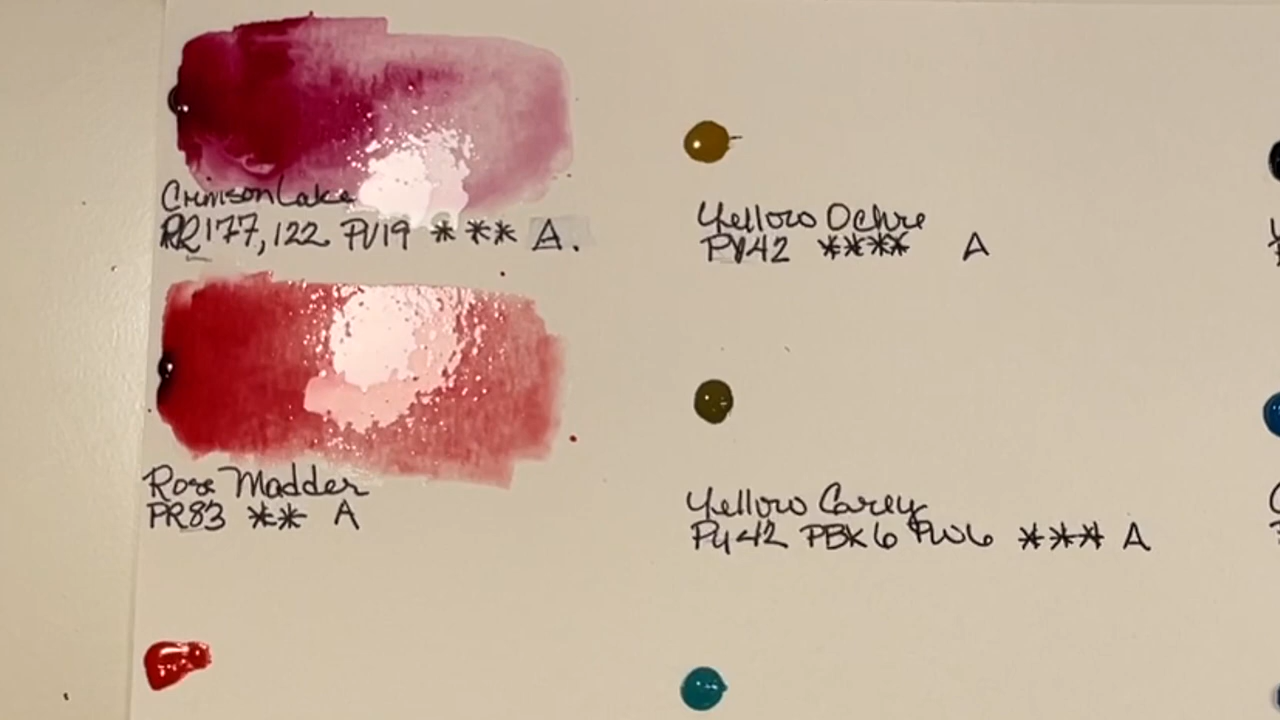 Crimson Lake
PR177, 122 PV19 *** A.
Yellow Ochre
PY42 **** A
Rose Madder
PR83 ** A
Yellow Carey
PY42 PBK6 PW6 *** A